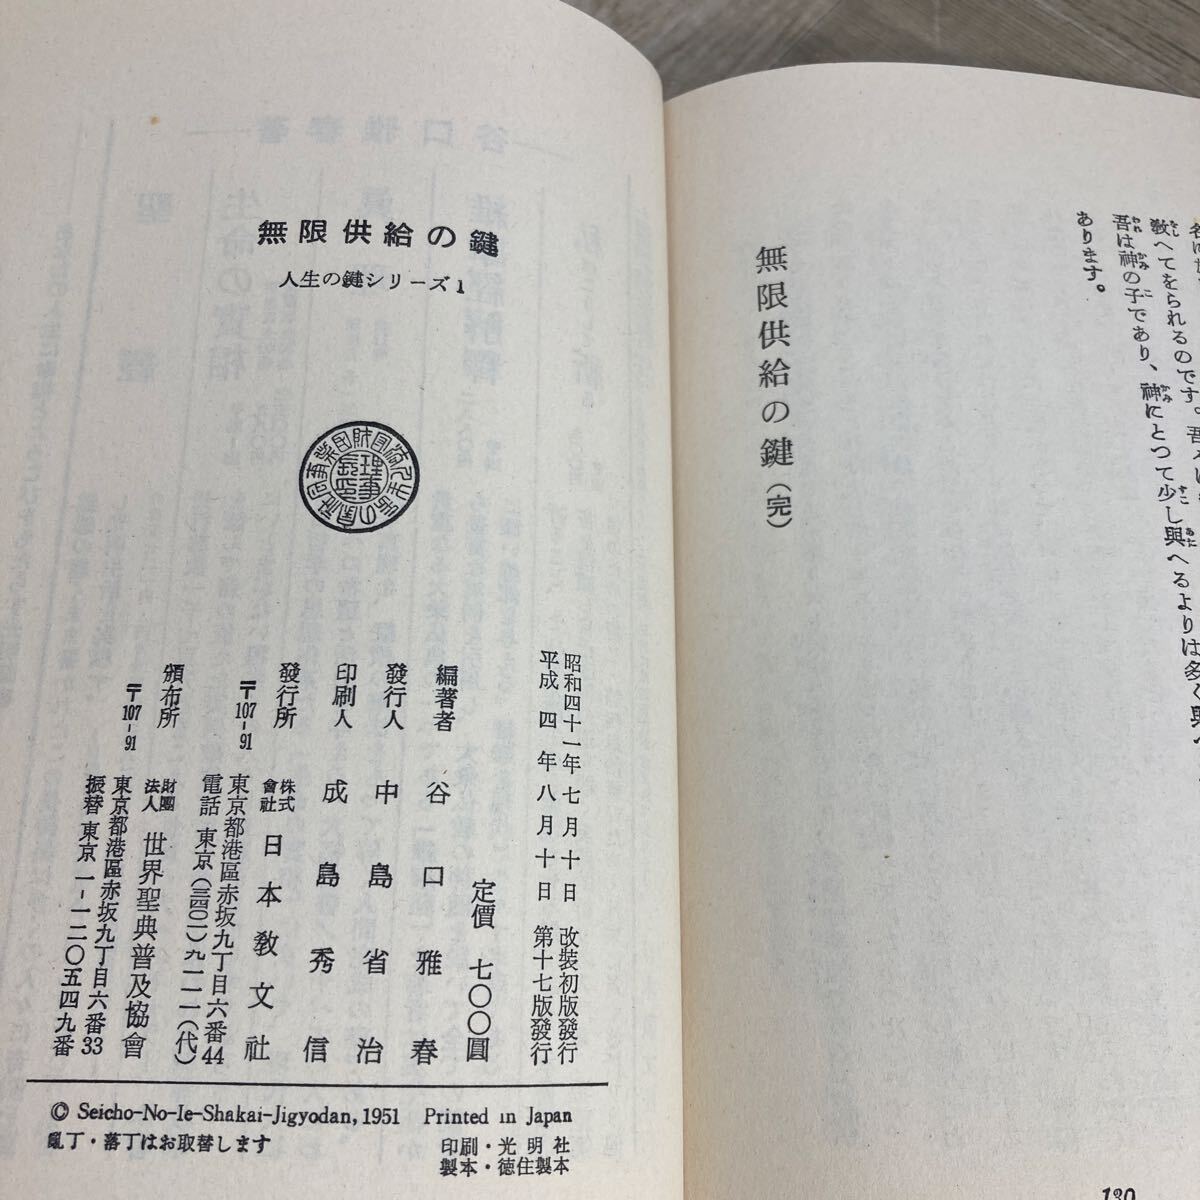 敎へてをられるのです。
吾は神の子であり、神にとつて少し與へるよりは多く與へ
あります。
無限供給の鍵（完）
130
無限供給の鍵
人生の鍵シリーズ1
昭和四十一年七月十日 改裝初版發行
平成四年八月十日 第十七版發行
定價 七〇〇圓
編著者 谷口雅春
發行人 中島省治
印刷人 成島秀信
發行所 株式會社 日本敎文社
〒107-91 東京都港區赤坂九丁目六番44
電話 東京(三四〇一)九一一一(代)
頒布所 財團法人 世界聖典普及協會
〒107-91 東京都港區赤坂九丁目六番33
振替 東京 一-一二〇五四九番
© Seicho-No-Ie-Shakai-Jigyodan, 1951 Printed in Japan
亂丁・落丁はお取替します
印刷・光明社
製本・德住製本